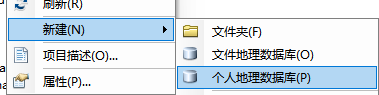 刷新(R)
新建(N)
项目描述(O)...
属性(P)...
文件夹(F)
文件地理数据库(O)
个人地理数据库(P)